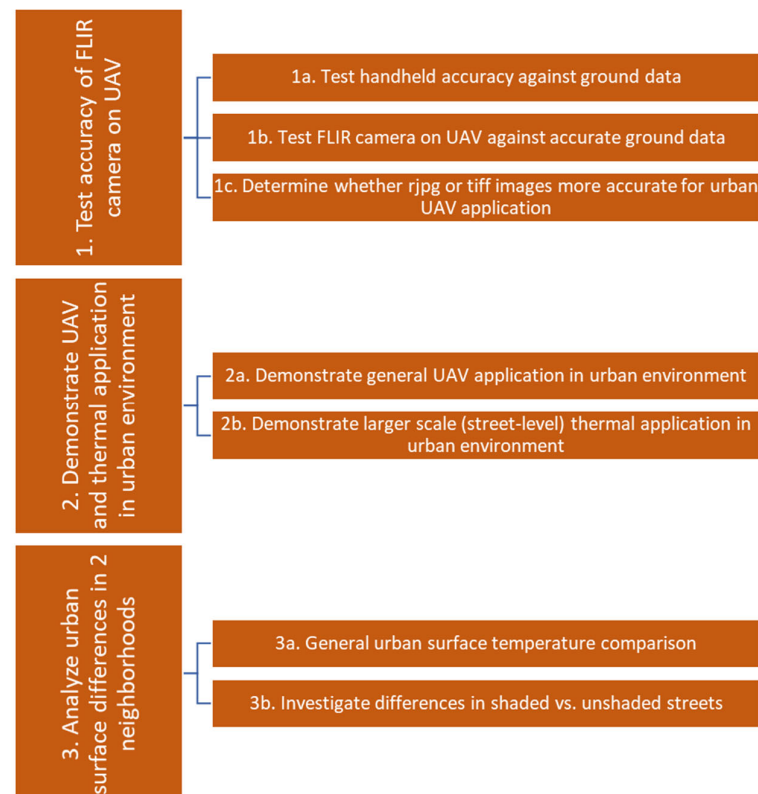 1. Test accuracy of FLIR
camera on UAV
1a. Test handheld accuracy against ground data
1b. Test FLIR camera on UAV against accurate ground data
1c. Determine whether rjpg or tiff images more accurate for urban
UAV application
2. Demonstrate UAV
and thermal application
in urban environment
2a. Demonstrate general UAV application in urban environment
2b. Demonstrate larger scale (street-level) thermal application in
urban environment
3. Analyze urban
surface differences in 2
neighborhoods
3a. General urban surface temperature comparison
3b. Investigate differences in shaded vs. unshaded streets